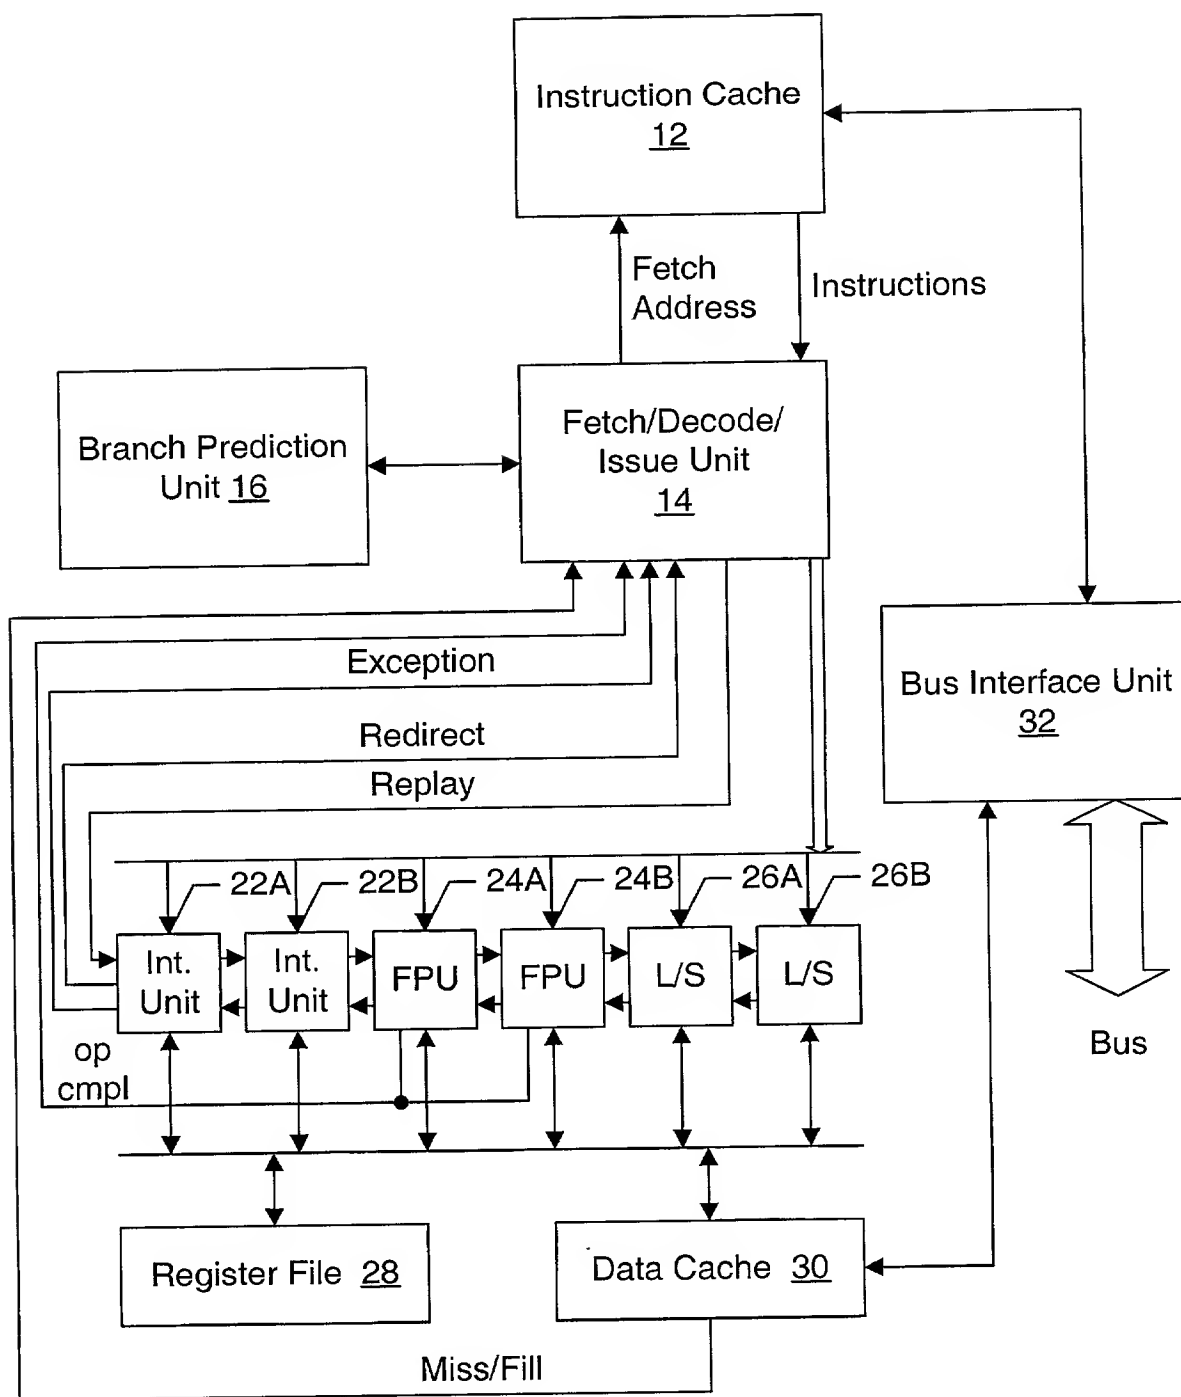 Instruction Cache
12
Fetch
Address
Instructions
Branch Prediction
Unit 16
Fetch/Decode/
Issue Unit
14
Exception
Redirect
Replay
Bus Interface Unit
32
22A
22B
24A
24B
26A
26B
Int.
Unit
Int.
Unit
FPU
FPU
L/S
L/S
op
cmpl
Bus
Register File 28
Data Cache 30
Miss/Fill